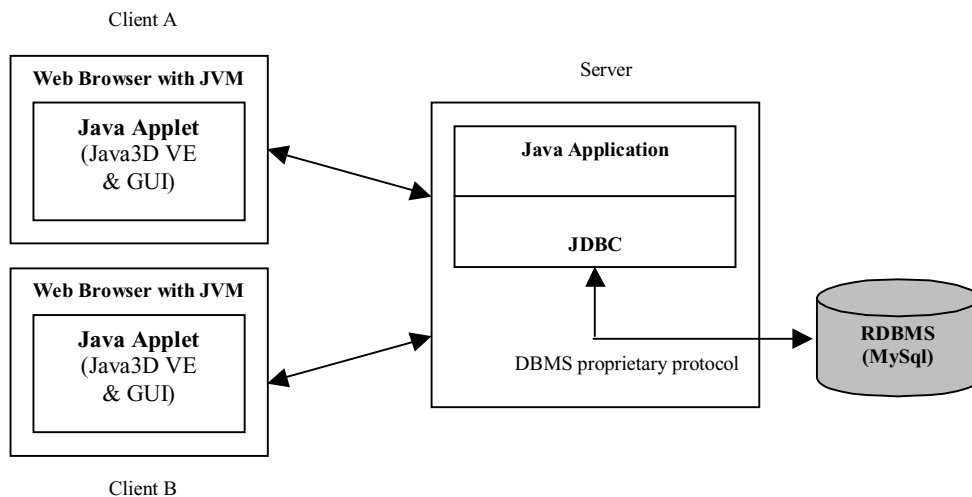 Client A
Web Browser with JVM
Java Applet
(Java3D VE
& GUI)
Server
Java Application
JDBC
Web Browser with JVM
Java Applet
(Java3D VE
& GUI)
DBMS proprietary protocol
RDBMS
(MySql)
Client B